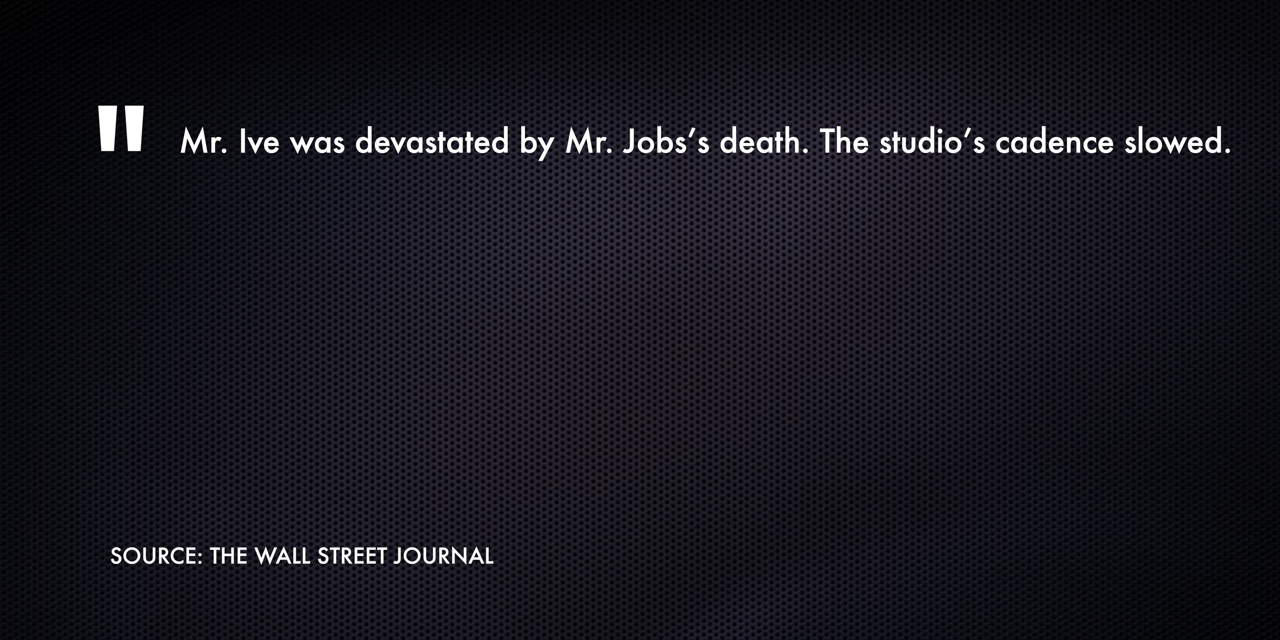 " Mr. Ive was devastated by Mr. Jobs’s death. The studio’s cadence slowed.
SOURCE: THE WALL STREET JOURNAL